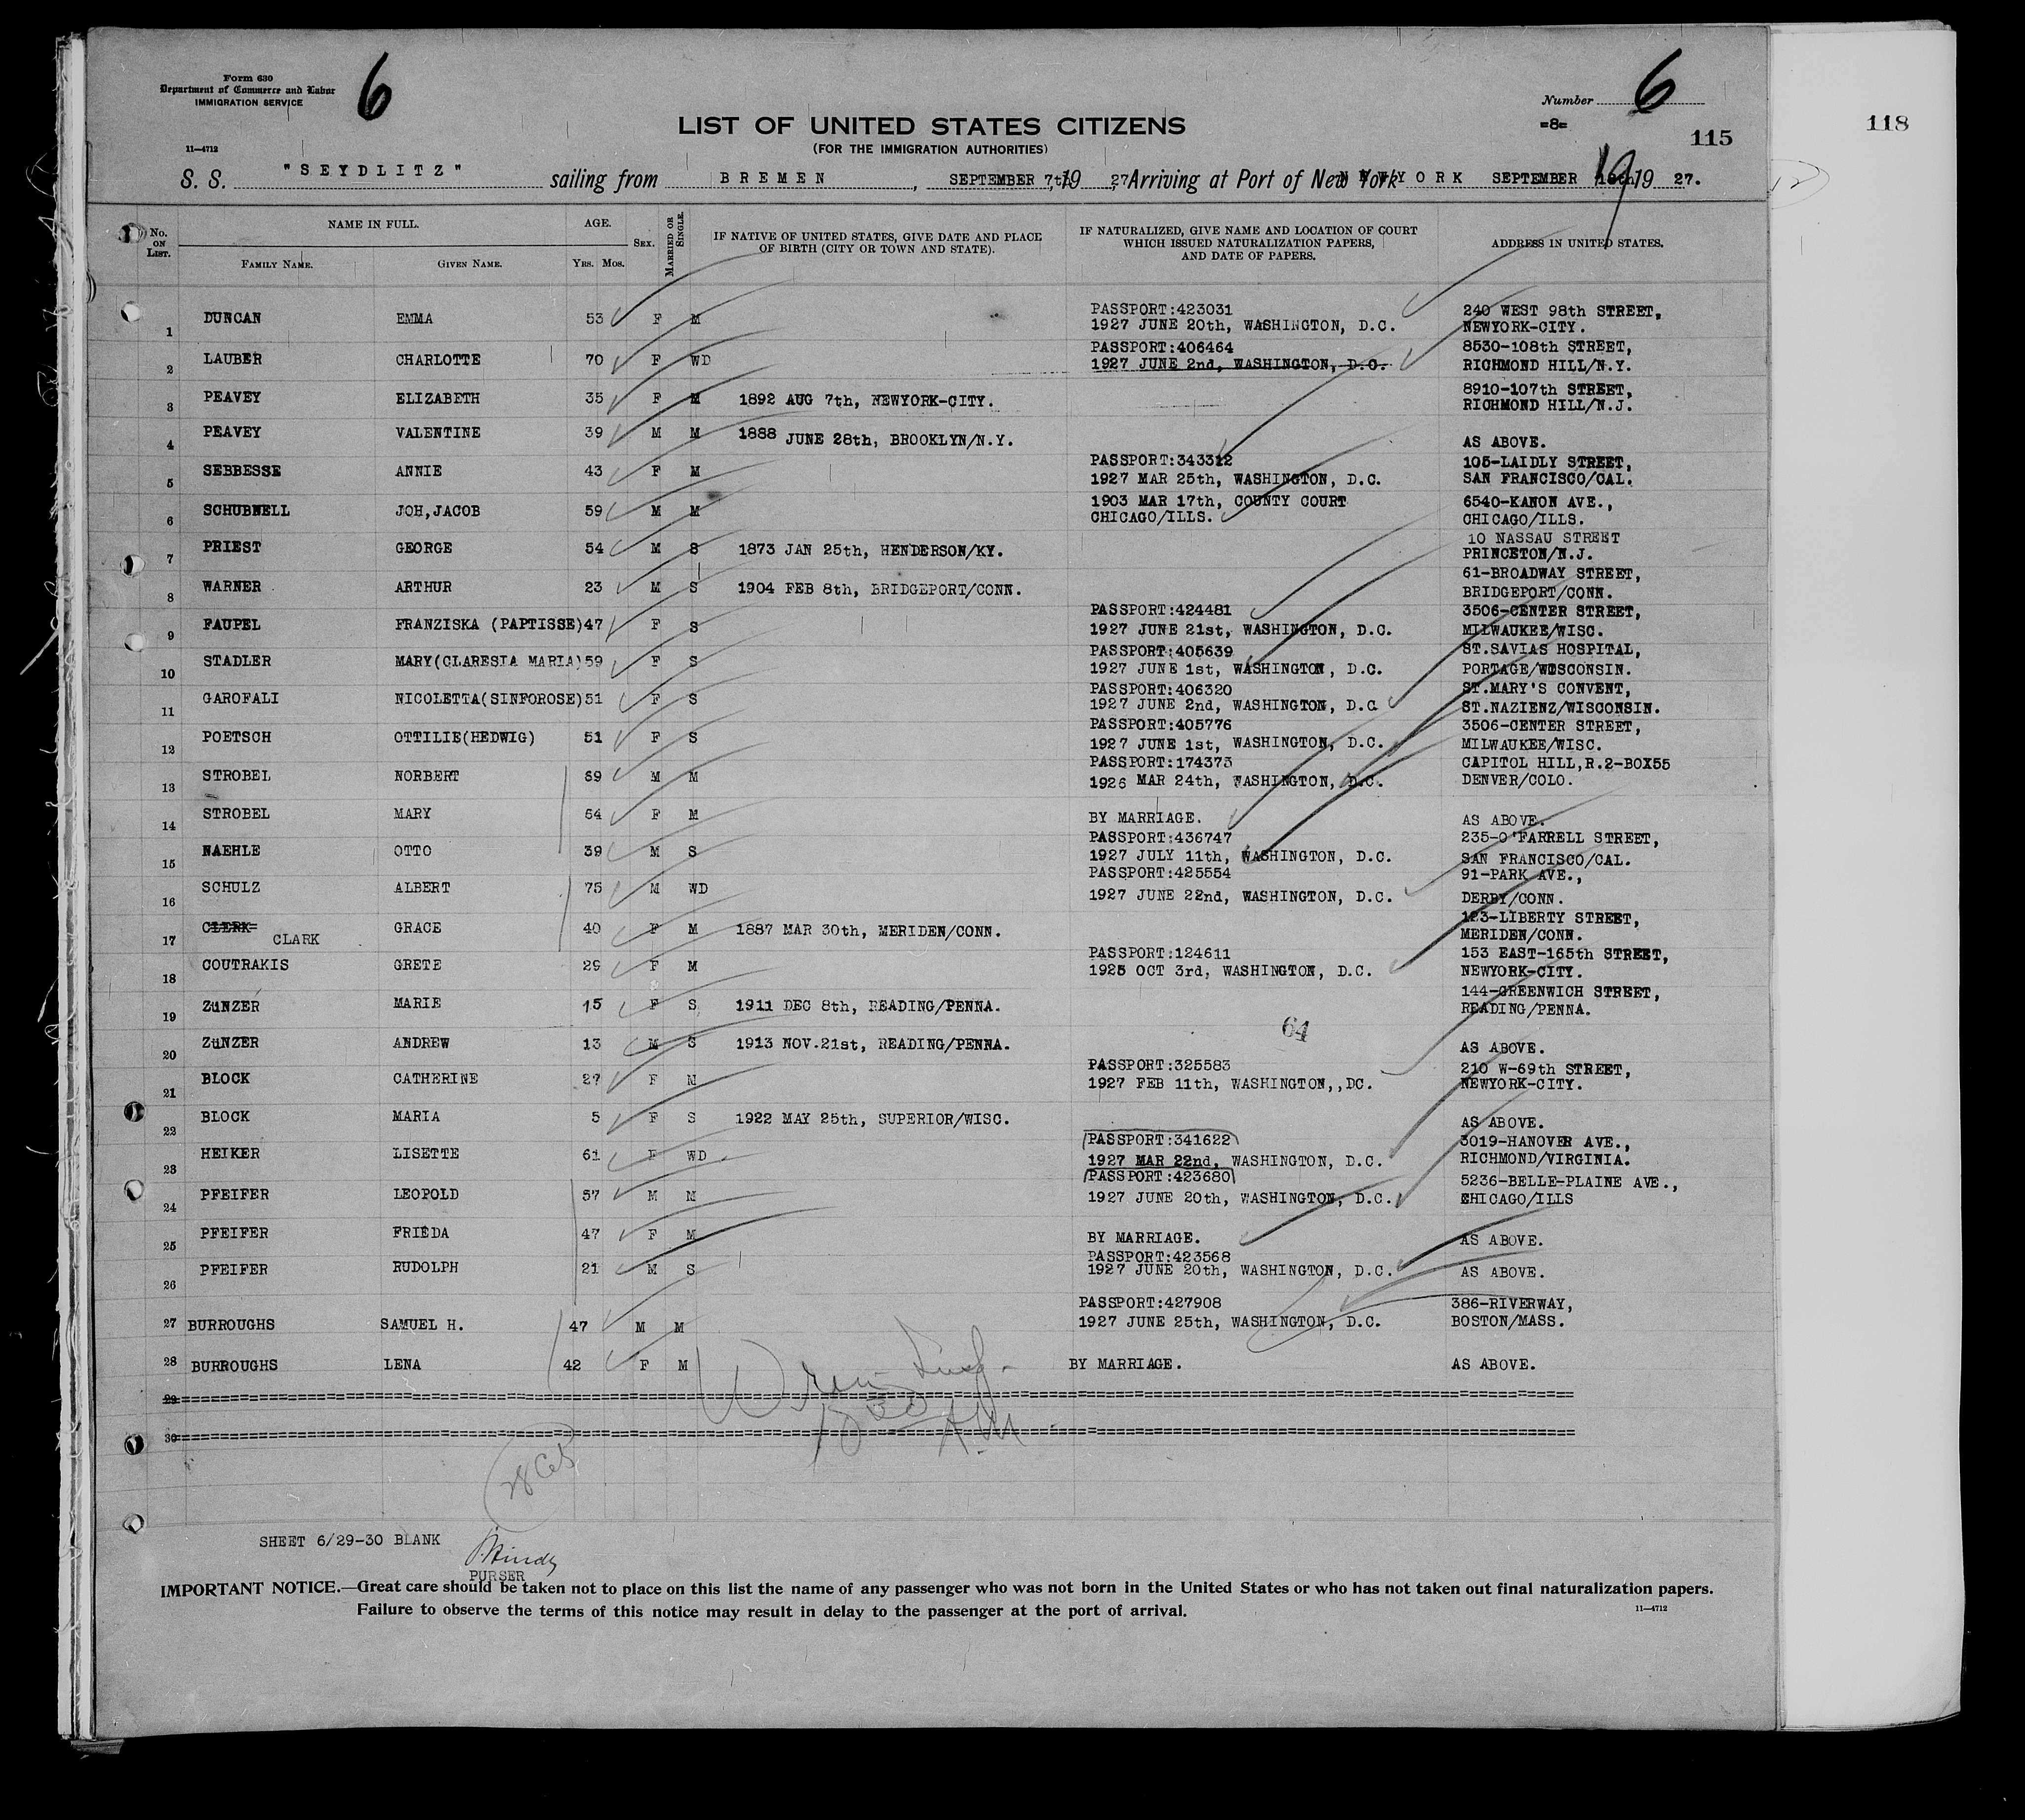 Form 630
Department of Commerce and Labor
IMMIGRATION SERVICE
6
Number 6
=8=
115
118
LIST OF UNITED STATES CITIZENS
(FOR THE IMMIGRATION AUTHORITIES)
11—4712
S. S. "SEYDLITZ" sailing from BREMEN, SEPTEMBER 7th, 19 27, Arriving at Port of New York NEWYORK SEPTEMBER 19 19 27.
No. ON LIST.
NAME IN FULL.
FAMILY NAME.
GIVEN NAME.
AGE.
YRS. MOS.
SEX.
MARRIED OR SINGLE.
IF NATIVE OF UNITED STATES, GIVE DATE AND PLACE
OF BIRTH (CITY OR TOWN AND STATE).
IF NATURALIZED, GIVE NAME AND LOCATION OF COURT
WHICH ISSUED NATURALIZATION PAPERS,
AND DATE OF PAPERS.
ADDRESS IN UNITED STATES.
1 DUNCAN EMMA 53 F M PASSPORT:423031 240 WEST 98th STREET,
1927 JUNE 20th, WASHINGTON, D.C. NEWYORK-CITY.
2 LAUBER CHARLOTTE 70 F WD PASSPORT:406464 8530-108th STREET,
1927 JUNE 2nd, WASHINGTON, D.C. RICHMOND HILL/N.Y.
3 PEAVEY ELIZABETH 35 F M 1892 AUG 7th, NEWYORK-CITY. 8910-107th STREET,
RICHMOND HILL/N.J.
4 PEAVEY VALENTINE 39 M M 1888 JUNE 28th, BROOKLYN/N.Y. AS ABOVE.
5 SEBBESSE ANNIE 43 F M PASSPORT:343312 105-LAIDLY STREET,
1927 MAR 25th, WASHINGTON, D.C. SAN FRANCISCO/CAL.
6 SCHUBNELL JOH,JACOB 59 M M 1903 MAR 17th, COUNTY COURT 6540-KANON AVE.,
CHICAGO/ILLS. CHICAGO/ILLS.
7 PRIEST GEORGE 54 M S 1873 JAN 25th, HENDERSON/KY. 10 NASSAU STREET
PRINCETON/N.J.
8 WARNER ARTHUR 23 M S 1904 FEB 8th, BRIDGEPORT/CONN. 61-BROADWAY STREET,
BRIDGEPORT/CONN.
9 FAUPEL FRANZISKA (PAPTISSE) 47 F S PASSPORT:424481 3506-CENTER STREET,
1927 JUNE 21st, WASHINGTON, D.C. MILWAUKEE/WISC.
10 STADLER MARY(CLARESTA MARIA) 59 F S PASSPORT:405639 ST.SAVIAS HOSPITAL,
1927 JUNE 1st, WASHINGTON, D.C. PORTAGE/WISCONSIN.
11 GAROFALI NICOLETTA(SINFOROSE) 51 F S PASSPORT:406320 ST.MARY'S CONVENT,
1927 JUNE 2nd, WASHINGTON, D.C ST.NAZIENZ/WISCONSIN.
12 POETSCH OTTILIE(HEDWIG) 51 F S PASSPORT:405776 3506-CENTER STREET,
1927 JUNE 1st, WASHINGTON, D.C. MILWAUKEE/WISC.
13 STROBEL NORBERT 69 M M PASSPORT:174373 CAPITOL HILL,R.2-BOX55
1926 MAR 24th, WASHINGTON, D.C. DENVER/COLO.
14 STROBEL MARY 64 F M BY MARRIAGE. AS ABOVE.
15 NAEHLE OTTO 39 M S PASSPORT:436747 235-O'FARRELL STREET,
1927 JULY 11th, WASHINGTON, D.C. SAN FRANCISCO/CAL.
16 SCHULZ ALBERT 75 M WD PASSPORT:425554 91-PARK AVE.,
1927 JUNE 22nd, WASHINGTON, D.C. DERBY/CONN.
17 CLERK= CLARK GRACE 40 F M 1887 MAR 30th, MERIDEN/CONN. 123-LIBERTY STREET,
MERIDEN/CONN.
18 COUTRAKIS GRETE 29 F M PASSPORT:124611 153 EAST-165th STREET,
1925 OCT 3rd, WASHINGTON, D.C. NEWYORK-CITY.
19 ZüNZER MARIE 15 F S 1911 DEC 8th, READING/PENNA. 144-GREENWICH STREET,
READING/PENNA.
64
20 ZüNZER ANDREW 13 M S 1913 NOV.21st, READING/PENNA. AS ABOVE.
21 BLOCK CATHERINE 27 F M PASSPORT:325583 210 W-69th STREET,
1927 FEB 11th, WASHINGTON,,DC. NEWYORK-CITY.
22 BLOCK MARIA 5 F S 1922 MAY 25th, SUPERIOR/WISC. AS ABOVE.
23 HEIKER LISETTE 61 F WD PASSPORT:341622 3019-HANOVER AVE.,
1927 MAR 22nd, WASHINGTON, D.C. RICHMOND/VIRGINIA.
24 PFEIFER LEOPOLD 57 M M PASSPORT:423680 5236-BELLE-PLAINE AVE.,
1927 JUNE 20th, WASHINGTON, D.C. CHICAGO/ILLS
25 PFEIFER FRIEDA 47 F M BY MARRIAGE. AS ABOVE.
26 PFEIFER RUDOLPH 21 M S PASSPORT:423568
1927 JUNE 20th, WASHINGTON, D.C. AS ABOVE.
27 BURROUGHS SAMUEL H. 47 M M PASSPORT:427908 386-RIVERWAY,
1927 JUNE 25th, WASHINGTON, D.C. BOSTON/MASS.
28 BURROUGHS LENA 42 F M BY MARRIAGE. AS ABOVE.
29
30
10 30 A.M
SHEET 6/29-30 BLANK
PURSER
IMPORTANT NOTICE.—Great care should be taken not to place on this list the name of any passenger who was not born in the United States or who has not taken out final naturalization papers.
Failure to observe the terms of this notice may result in delay to the passenger at the port of arrival.
11—4712